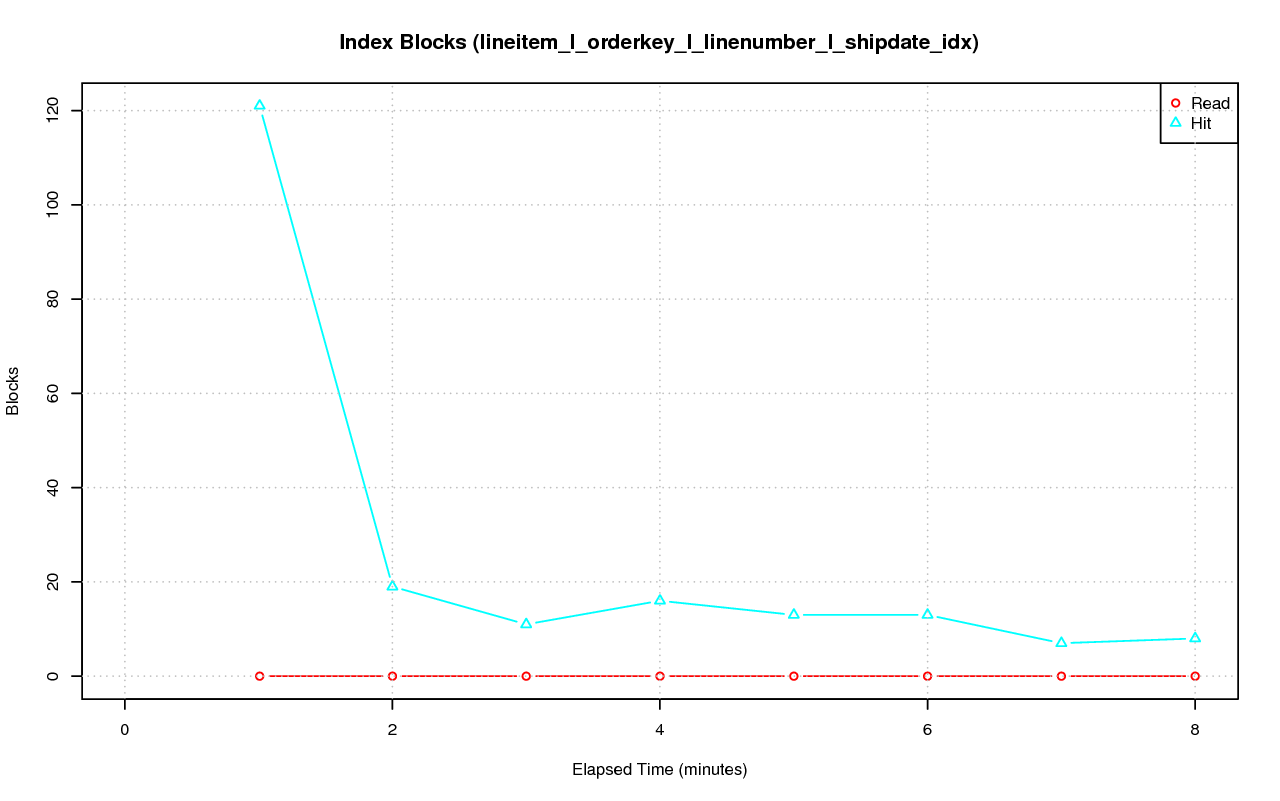 Index Blocks (lineitem_l_orderkey_l_linenumber_l_shipdate_idx)
Read
Hit
120
100
80
60
40
20
0
Blocks
0 2 4 6 8
Elapsed Time (minutes)